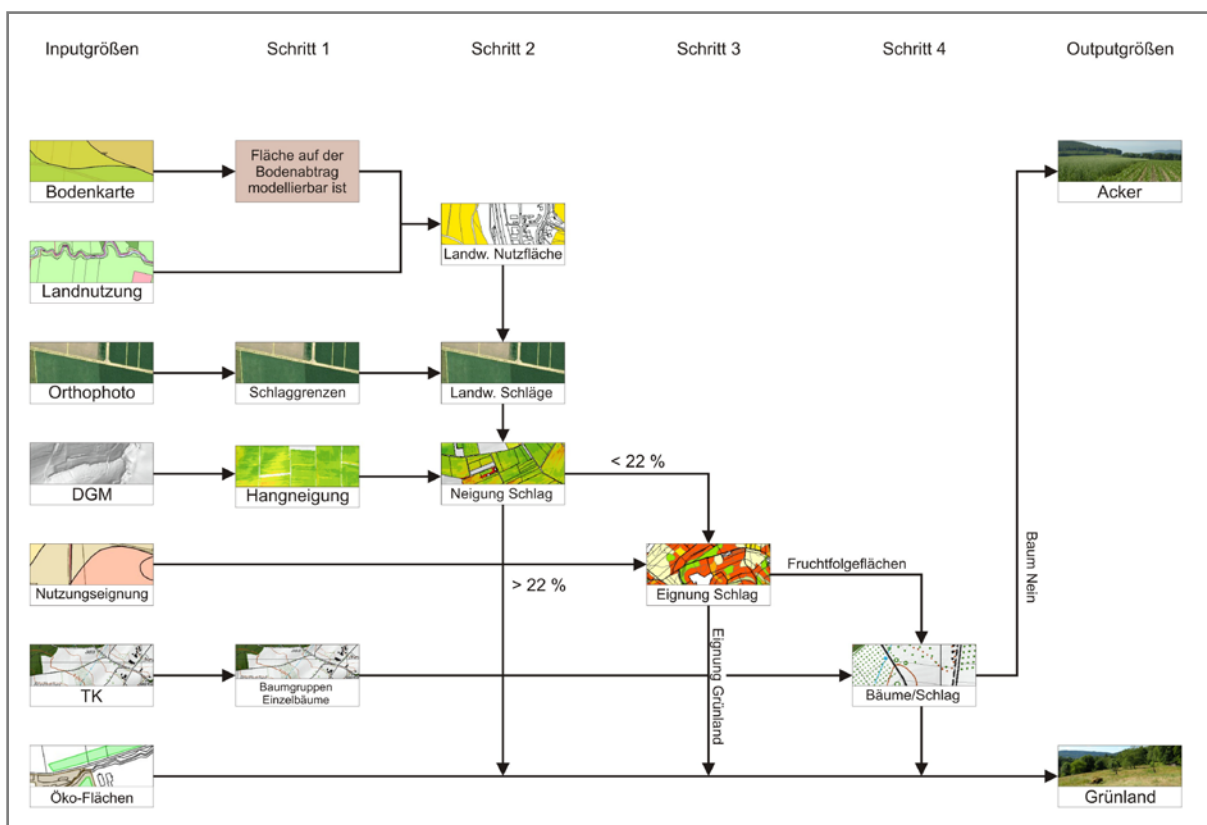 Inputgrößen
Schritt 1
Schritt 2
Schritt 3
Schritt 4
Outputgrößen
Bodenkarte
Fläche auf der
Bodenabtrag
modellierbar ist
Acker
Landw. Nutzfläche
Landnutzung
Orthophoto
Schlaggrenzen
Landw. Schläge
< 22 %
DGM
Hangneigung
Neigung Schlag
Baum Nein
Fruchtfolgeflächen
Nutzungseignung
> 22 %
Eignung Schlag
Eignung Grünland
TK
Baumgruppen
Einzelbäume
Bäume/Schlag
Öko-Flächen
Grünland